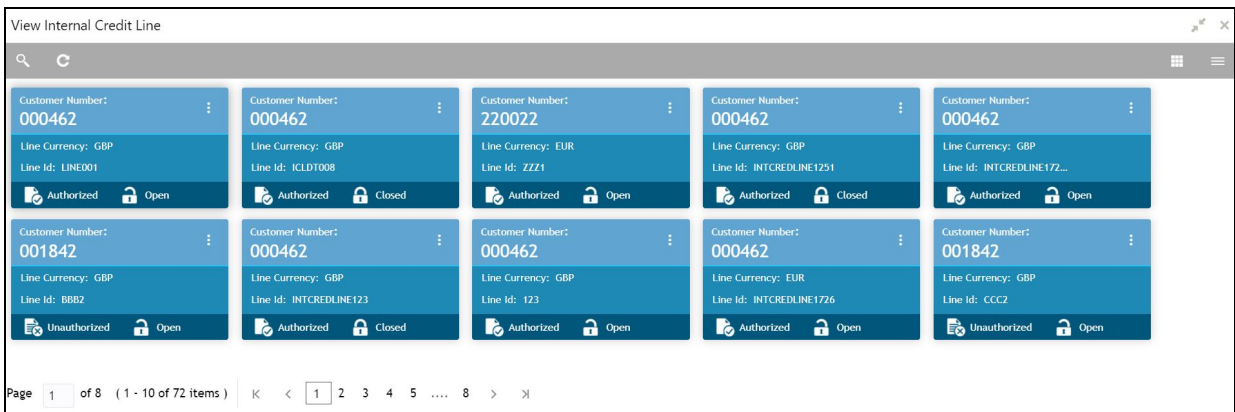 View Internal Credit Line
Customer Number:
000462
Line Currency: GBP
Line Id: LINE001
Authorized Open
Customer Number:
000462
Line Currency: GBP
Line Id: ICLDT008
Authorized Closed
Customer Number:
220022
Line Currency: EUR
Line Id: ZZZ1
Authorized Open
Customer Number:
000462
Line Currency: GBP
Line Id: INTCREDLINE1251
Authorized Closed
Customer Number:
000462
Line Currency: GBP
Line Id: INTCREDLINE172...
Authorized Open
Customer Number:
001842
Line Currency: GBP
Line Id: BBB2
Unauthorized Open
Customer Number:
000462
Line Currency: GBP
Line Id: INTCREDLINE123
Authorized Closed
Customer Number:
000462
Line Currency: GBP
Line Id: 123
Authorized Open
Customer Number:
000462
Line Currency: EUR
Line Id: INTCREDLINE1726
Authorized Open
Customer Number:
001842
Line Currency: GBP
Line Id: CCC2
Unauthorized Open
Page 1 of 8 ( 1 - 10 of 72 items ) 1 2 3 4 5 .... 8